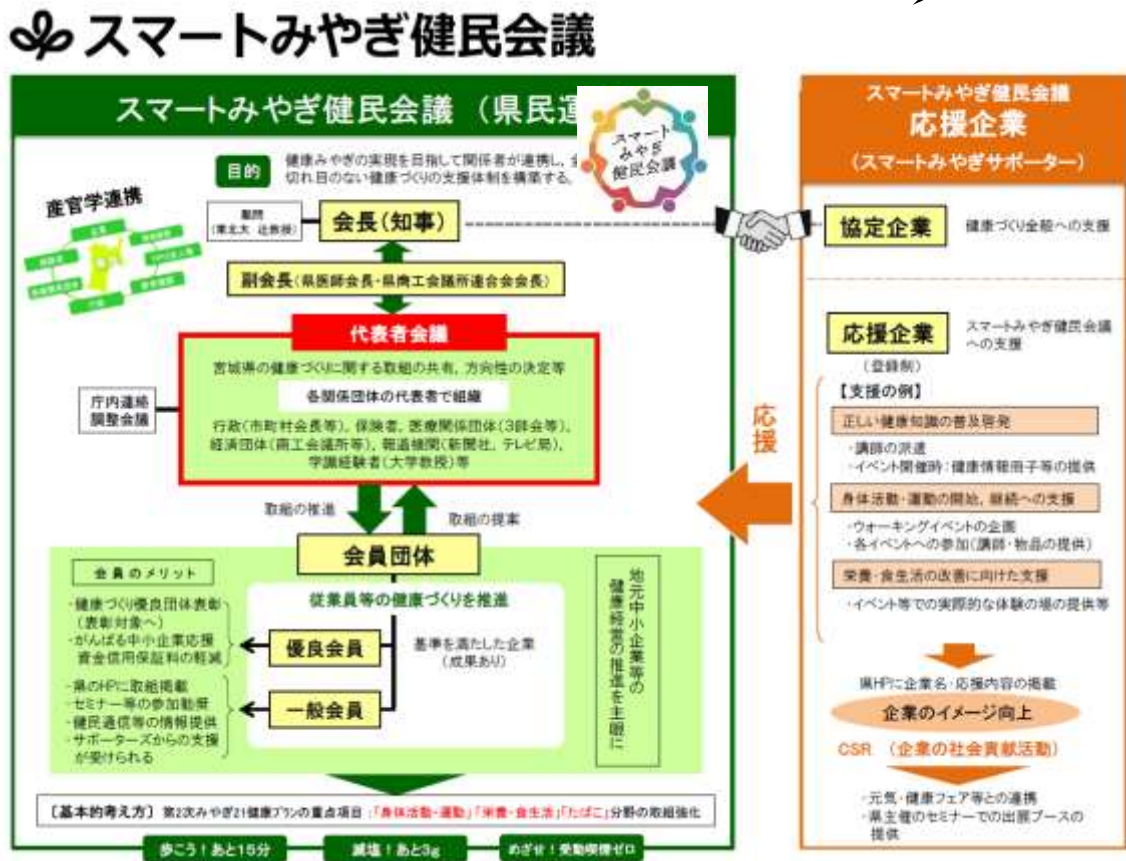 スマートみやぎ健民会議
スマートみやぎ健民会議 (県民運
スマート
みやぎ
健民会議
目的
健康みやぎの実現を目指して関係者が連携し、
切れ目のない健康づくりの支援体制を構築する。
産官学連携
顧問
(東北大 辻教授)
会長(知事)
副会長(県医師会長・県商工会議所連合会会長)
代表者会議
宮城県の健康づくりに関する取組の共有，方向性の決定等
各関係団体の代表者で組織
行政(市町村会長等)，保険者，医療関係団体(3師会等)，
経済団体(商工会議所等)，報道機関(新聞社，テレビ局)，
学識経験者(大学教授)等
庁内連絡
調整会議
取組の推進
取組の提案
会員団体
会員のメリット
・健康づくり優良団体表彰
(表彰対象へ)
・がんばる中小企業応援
資金信用保証料の軽減
・県のHPに取組掲載
・セミナー等の参加勧奨
・健民通信等の情報提供
・サポーターズからの支援
が受けられる
従業員等の健康づくりを推進
優良会員
基準を満たした企業
(成果あり)
一般会員
地元中小企業等の
健康経営の推進を主眼に
〔基本的考え方〕 第2次みやぎ21健康プランの重点項目：「身体活動・運動」「栄養・食生活」「たばこ」分野の取組強化
歩こう！あと15分
減塩！あと3g
めざせ！受動喫煙ゼロ
応援
スマートみやぎ健民会議
応援企業
(スマートみやぎサポーター)
協定企業
健康づくり全般への支援
応援企業
(登録制)
スマートみやぎ健民会議
への支援
【支援の例】
正しい健康知識の普及啓発
・講師の派遣
・イベント開催時：健康情報冊子等の提供
身体活動・運動の開始，継続への支援
・ウォーキングイベントの企画
・各イベントへの参加(講師・物品の提供)
栄養・食生活の改善に向けた支援
・イベント等での実際的な体験の場の提供等
県HPに企業名・応援内容の掲載
企業のイメージ向上
CSR (企業の社会貢献活動)
・元気・健康フェア等との連携
・県主催のセミナーでの出展ブースの
提供